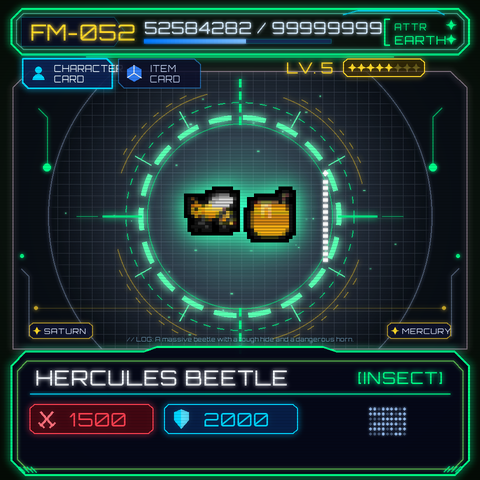 FM-052
52584282 / 99999999
ATTR
EARTH
CHARACTER
CARD
ITEM
CARD
LV.5
SATURN
MERCURY
// LOG: A massive beetle with a tough hide and a dangerous horn.
HERCULES BEETLE
[INSECT]
1500
2000